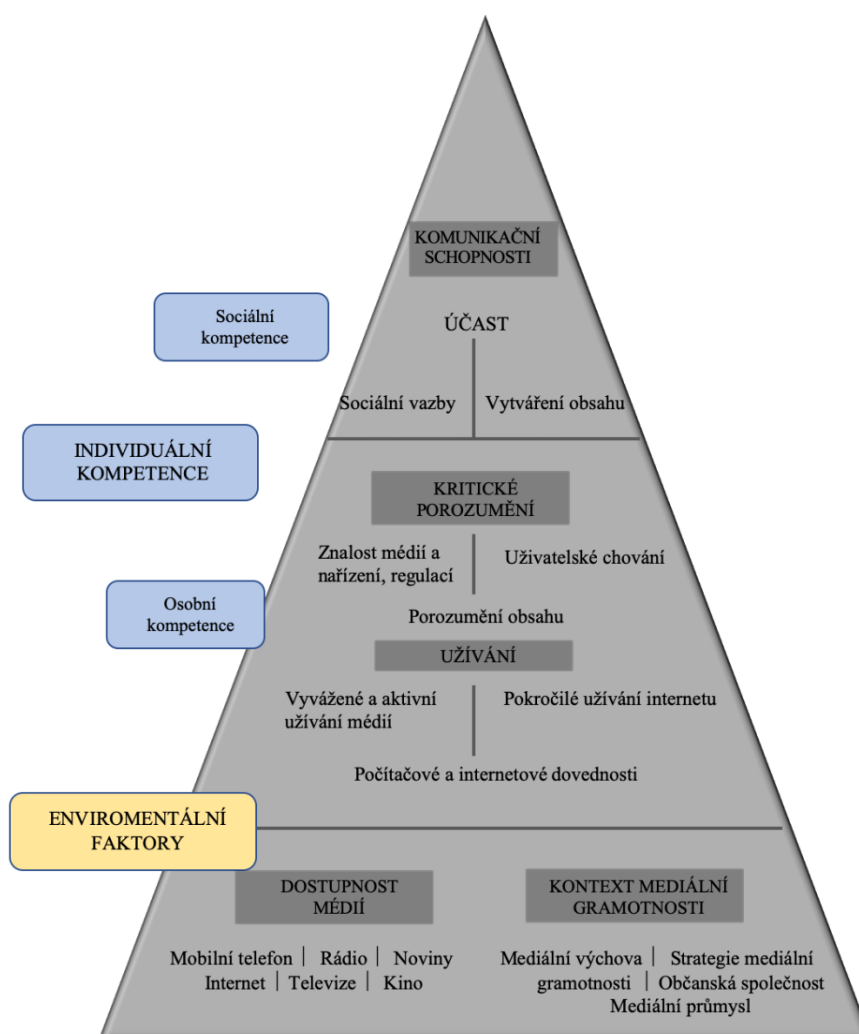 KOMUNIKAČNÍ
SCHOPNOSTI
Sociální
kompetence
ÚČAST
Sociální vazby
Vytváření obsahu
INDIVIDUÁLNÍ
KOMPETENCE
KRITICKÉ
POROZUMĚNÍ
Znalost médií a
nařízení, regulací
Uživatelské chování
Osobní
kompetence
Porozumění obsahu
UŽÍVÁNÍ
Vyvážené a aktivní
užívání médií
Pokročilé užívání internetu
Počítačové a internetové dovednosti
ENVIROMENTÁLNÍ
FAKTORY
DOSTUPNOST
MÉDIÍ
Mobilní telefon | Rádio | Noviny
Internet | Televize | Kino
KONTEXT MEDIÁLNÍ
GRAMOTNOSTI
Mediální výchova | Strategie mediální
gramotnosti | Občanská společnost
Mediální průmysl